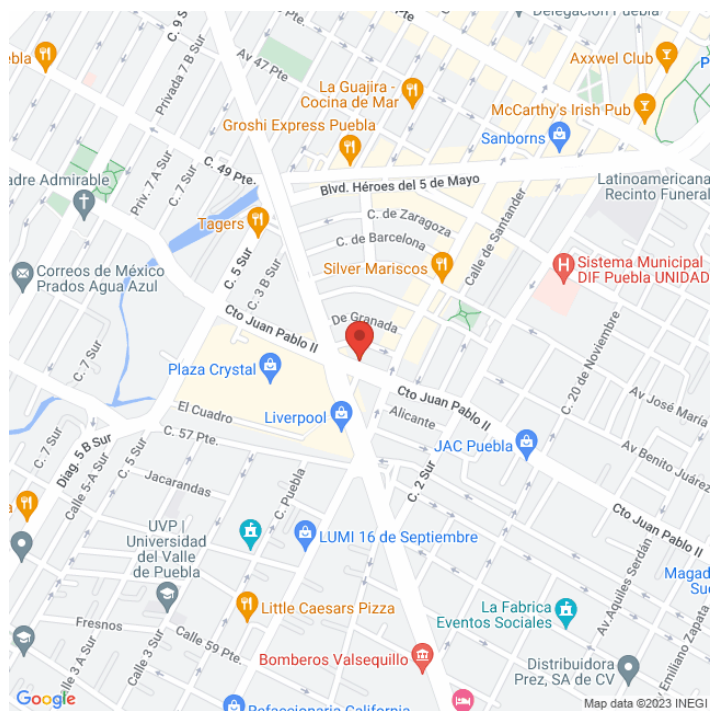 Delegación Puebla
C. 9 S
ebla
Privada 7 B Sur
Av 47 Pte
La Guajira -
Cocina de Mar
Axxwel Club
P
McCarthy's Irish Pub
Groshi Express Puebla
Sanborns
C. 49 Pte.
Blvd. Héroes del 5 de Mayo
Latinoamericana
Recinto Funeral
adre Admirable
Priv. 7 A Sur
C. 7 Sur
Tagers
C. de Zaragoza
C. de Barcelona
Calle de Santander
Silver Mariscos
Sistema Municipal
DIF Puebla UNIDAD
Correos de México
Prados Agua Azul
C. 5 Sur
C. 3 B Sur
De Granada
Cto Juan Pablo II
C. 20 de Noviembre
C. 7 Sur
Plaza Crystal
Cto Juan Pablo II
Av José María
El Cuadro
Liverpool
Alicante
JAC Puebla
Av Benito Juárez
C. 57 Pte.
C. 7 Sur
Diag. 5 B Sur
Calle 5-A Sur
C. 5 Sur
Jacarandas
C. Puebla
C. 2 Sur
a
Cto Juan Pablo II
UVP |
Universidad
del Valle
de Puebla
LUMI 16 de Septiembre
Av. Aquiles Serdán
Magad
Sue
Little Caesars Pizza
La Fabrica
Eventos Sociales
Fresnos
Calle 3 A Sur
Calle 3 Sur
Calle 59 Pte.
Bomberos Valsequillo
Emiliano Zapata
Distribuidora
Prez, SA de CV
Refaccionaria California
Google
Map data ©2023 INEGI